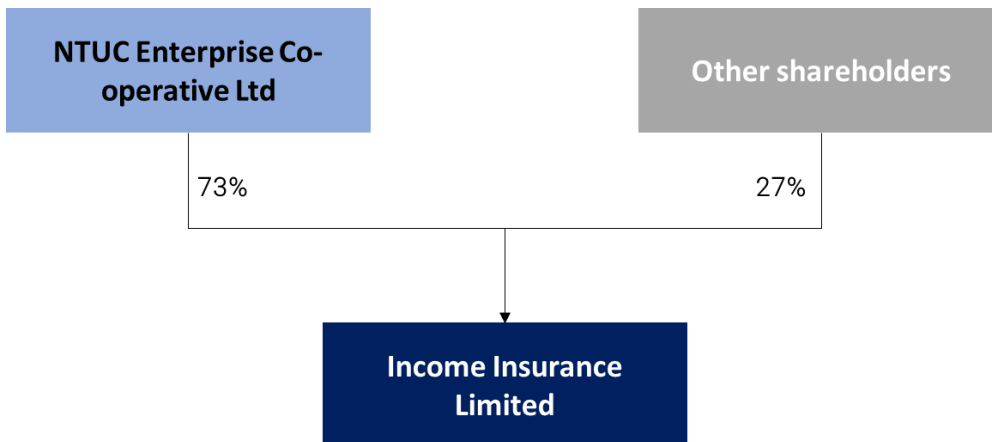 NTUC Enterprise Co-
operative Ltd
Other shareholders
73%
27%
Income Insurance
Limited